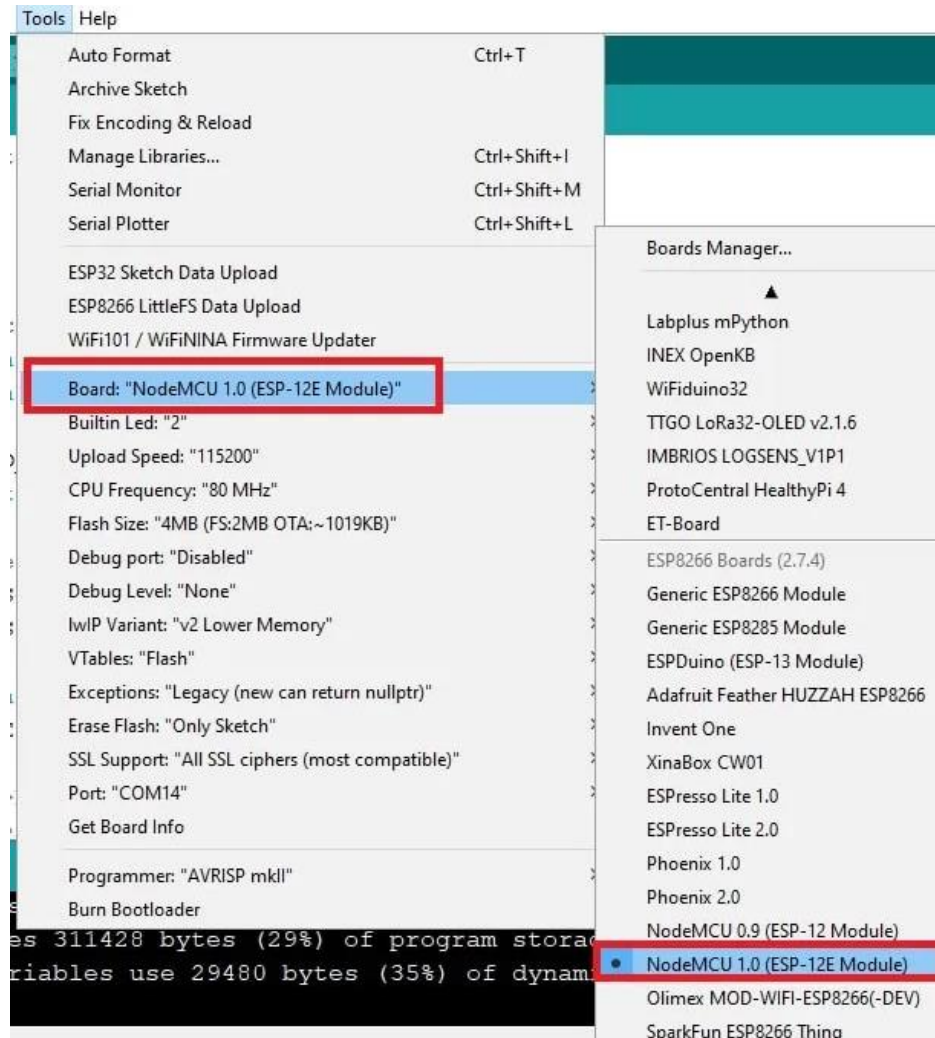 Tools Help
Auto Format Ctrl+T
Archive Sketch
Fix Encoding & Reload
Manage Libraries... Ctrl+Shift+I
Serial Monitor Ctrl+Shift+M
Serial Plotter Ctrl+Shift+L
ESP32 Sketch Data Upload
ESP8266 LittleFS Data Upload
WiFi101 / WiFiNINA Firmware Updater
Board: "NodeMCU 1.0 (ESP-12E Module)"
Builtin Led: "2"
Upload Speed: "115200"
CPU Frequency: "80 MHz"
Flash Size: "4MB (FS:2MB OTA:~1019KB)"
Debug port: "Disabled"
Debug Level: "None"
IwIP Variant: "v2 Lower Memory"
VTables: "Flash"
Exceptions: "Legacy (new can return nullptr)"
Erase Flash: "Only Sketch"
SSL Support: "All SSL ciphers (most compatible)"
Port: "COM14"
Get Board Info
Programmer: "AVRISP mkII"
Burn Bootloader
Boards Manager...
Labplus mPython
INEX OpenKB
WiFiduino32
TTGO LoRa32-OLED v2.1.6
IMBRIOS LOGSENS_V1P1
ProtoCentral HealthyPi 4
ET-Board
ESP8266 Boards (2.7.4)
Generic ESP8266 Module
Generic ESP8285 Module
ESPDuino (ESP-13 Module)
Adafruit Feather HUZZAH ESP8266
Invent One
XinaBox CW01
ESPresso Lite 1.0
ESPresso Lite 2.0
Phoenix 1.0
Phoenix 2.0
NodeMCU 0.9 (ESP-12 Module)
NodeMCU 1.0 (ESP-12E Module)
Olimex MOD-WIFI-ESP8266(-DEV)
SparkFun ESP8266 Thing
es 311428 bytes (29%) of program storag
riables use 29480 bytes (35%) of dynam